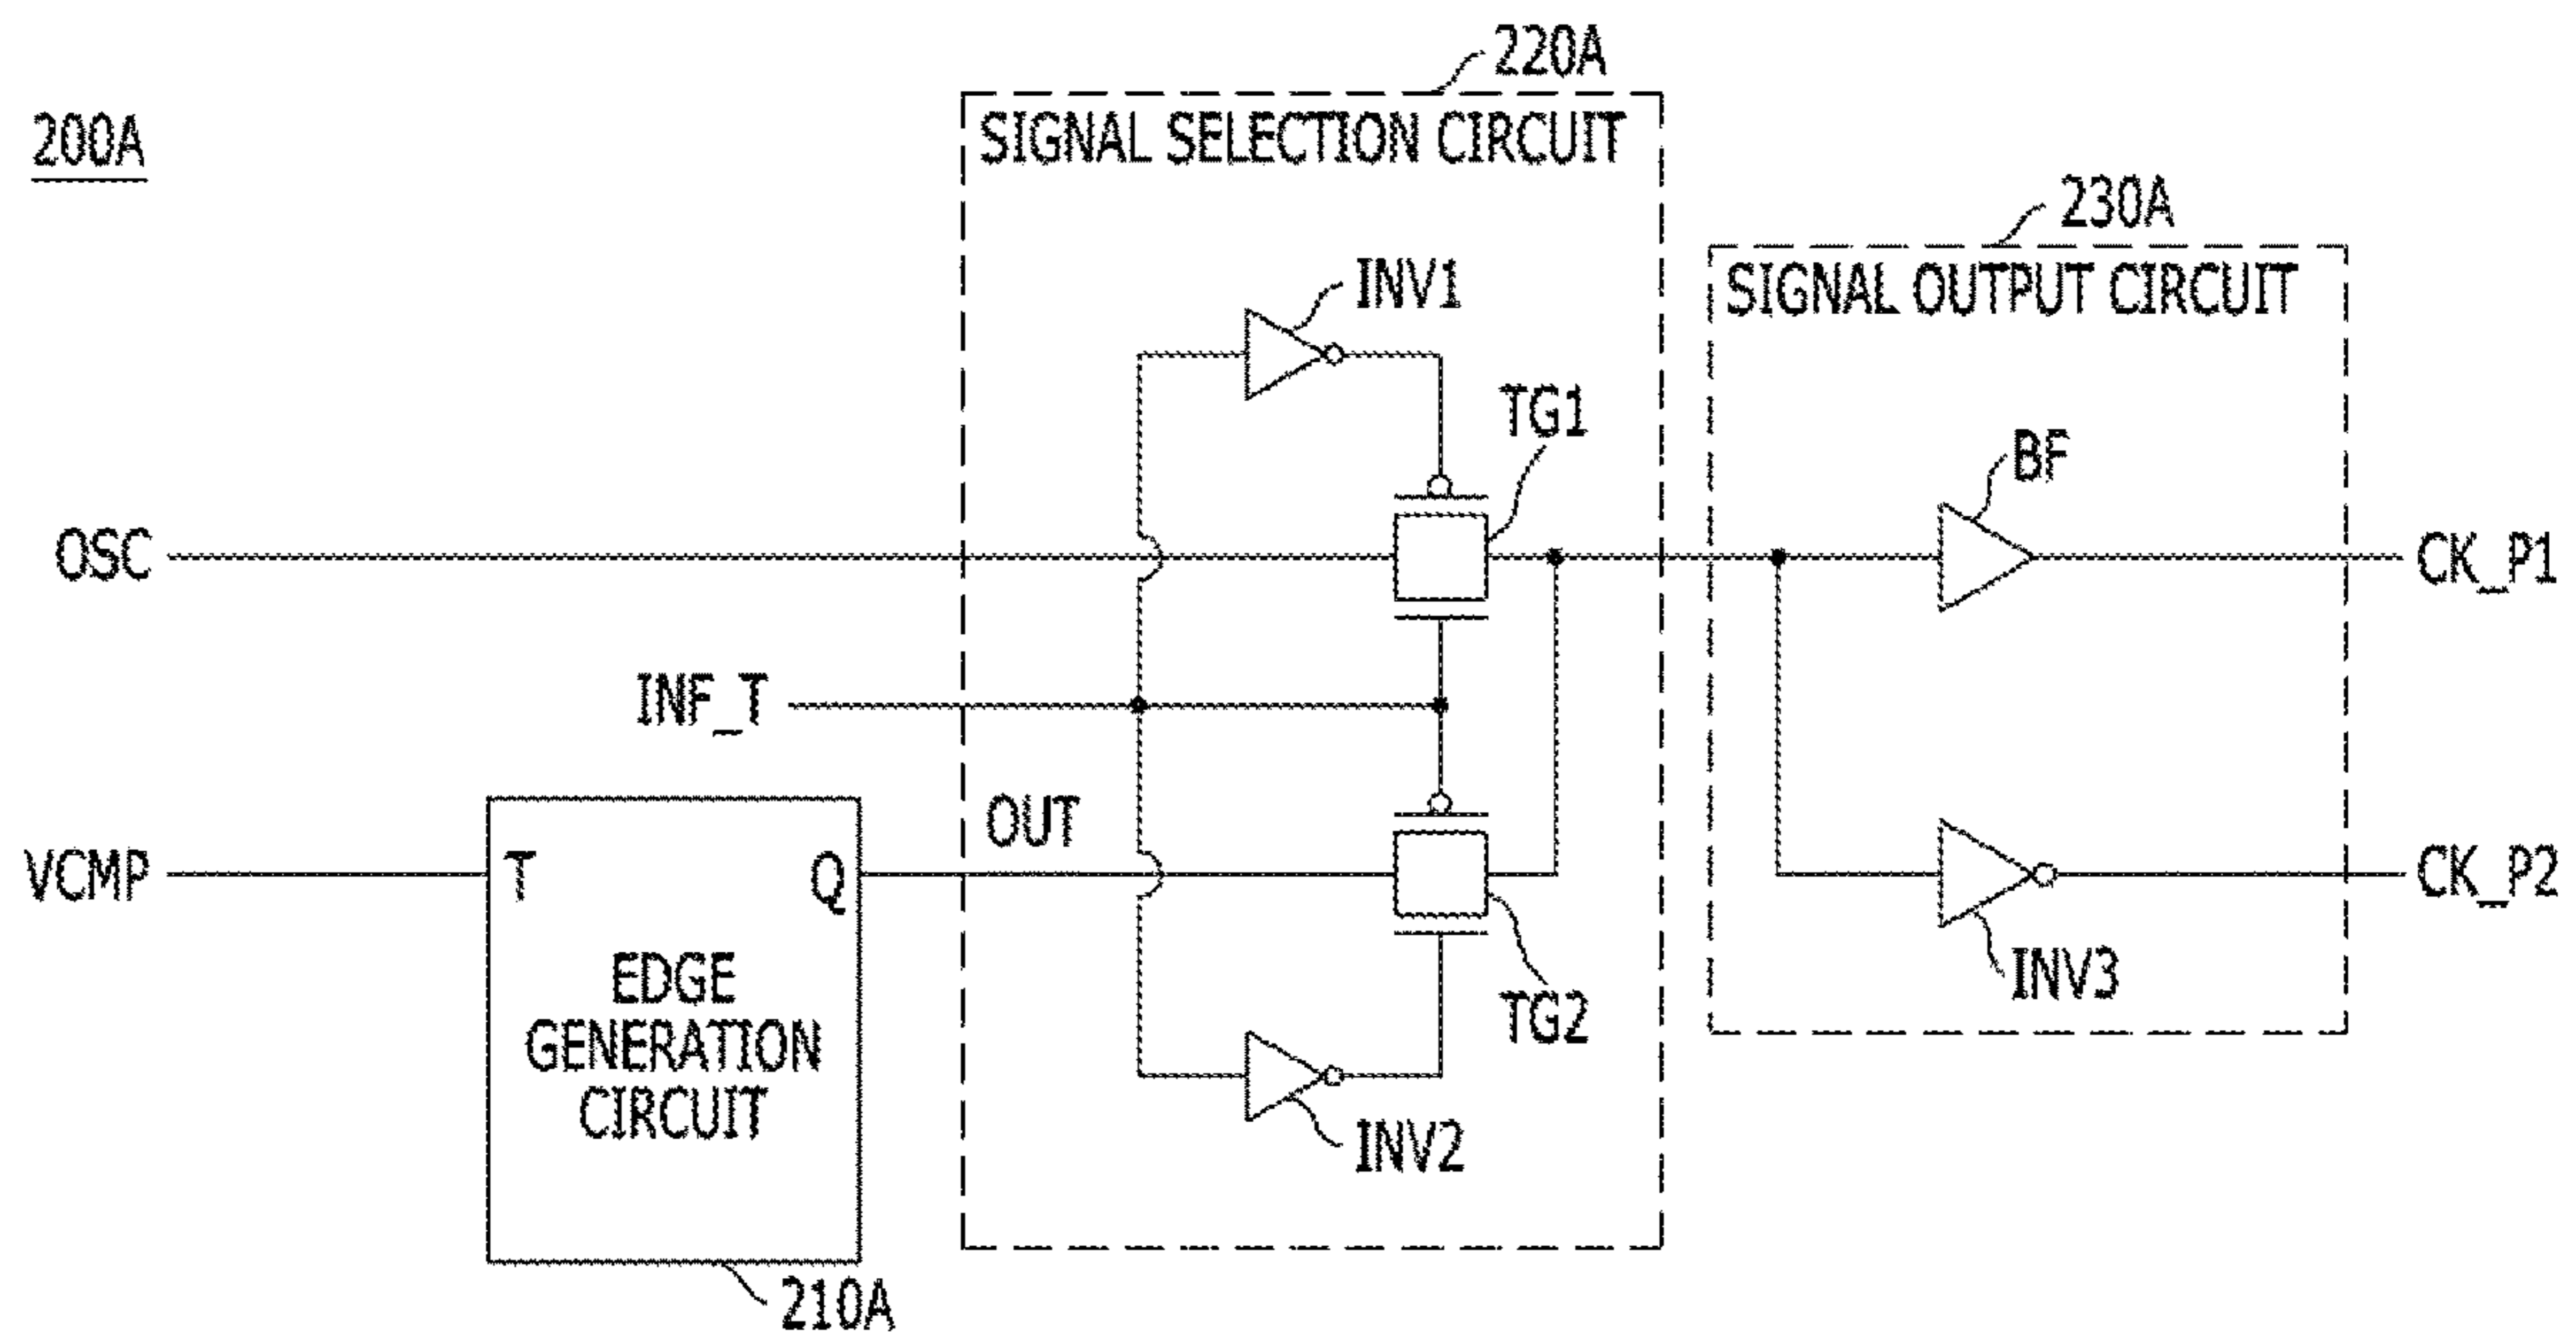 220A
200A
SIGNAL SELECTION CIRCUIT
230A
SIGNAL OUTPUT CIRCUIT
INV1
TG1
BF
OSC
CK_P1
INF_T
OUT
VCMP
T
Q
CK_P2
EDGE
GENERATION
CIRCUIT
INV3
TG2
INV2
210A